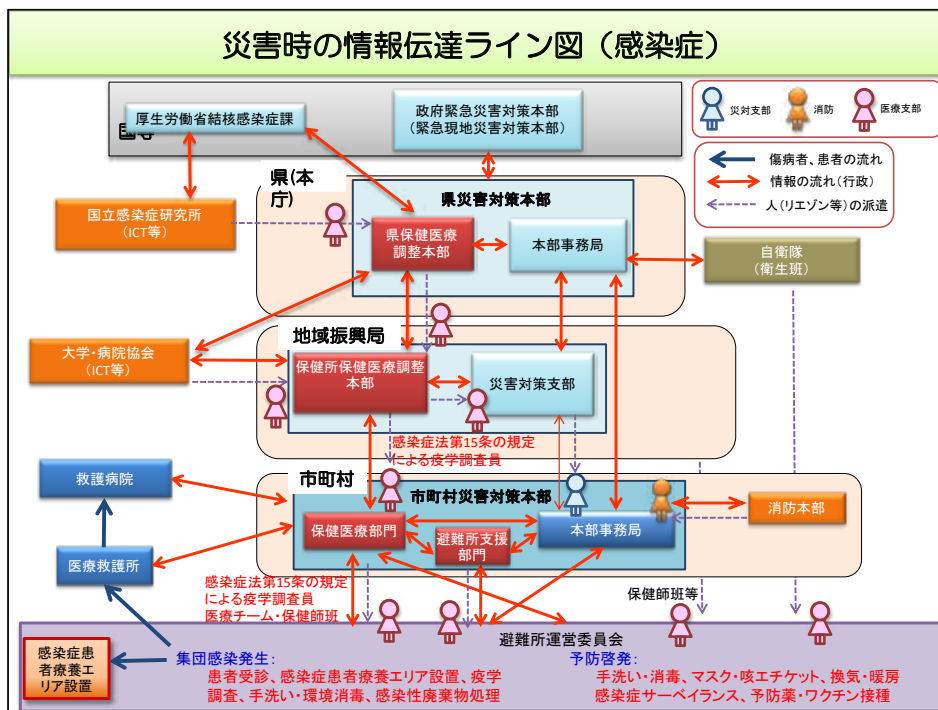 災害時の情報伝達ライン図（感染症）
災対支部
消防
医療支部
傷病者、患者の流れ
情報の流れ（行政）
人（リエゾン等）の派遣
厚生労働省結核感染症課
政府緊急災害対策本部
（緊急現地災害対策本部）
県(本
庁)
県災害対策本部
国立感染症研究所
（ICT等）
県保健医療
調整本部
本部事務局
自衛隊
（衛生班）
地域振興局
大学・病院協会
（ICT等）
保健所保健医療調整
本部
災害対策支部
感染症法第15条の規定
による疫学調査員
市町村
市町村災害対策本部
救護病院
消防本部
保健医療部門
避難所支援
部門
本部事務局
医療救護所
感染症法第15条の規定
による疫学調査員
医療チーム・保健師班
保健師班等
避難所運営委員会
感染症患
者療養エ
リア設置
集団感染発生：
患者受診、感染症患者療養エリア設置、疫学
調査、手洗い・環境消毒、感染性廃棄物処理
予防啓発：
手洗い・消毒、マスク・咳エチケット、換気・暖房
感染症サーベイランス、予防薬・ワクチン接種